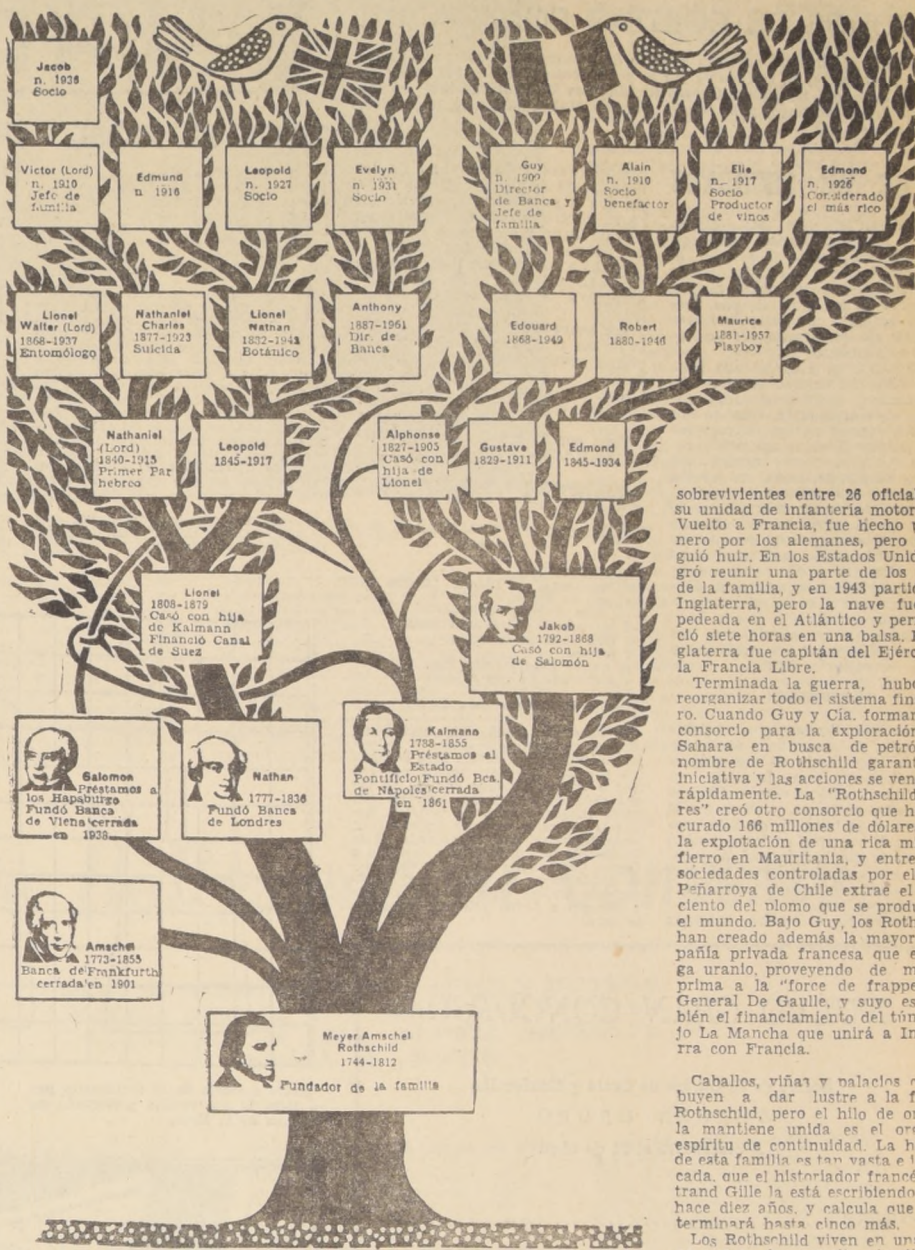 Jacob
n. 1936
Socio
Victor (Lord)
n. 1910
Jefe de
familia
Edmund
n 1916
Leopold
n. 1927
Socio
Evelyn
n. 1931
Socio
Guy
n. 1909
Director
de Banca y
Jefe de
familia
Alain
n. 1910
Socio
benefactor
Elie
n. 1917
Socio
Productor
de vinos
Edmond
n. 1926
Considerado
el más rico
Lionel
Walter (Lord)
1868-1937
Entomólogo
Nathaniel
Charles
1877-1923
Suicida
Lionel
Nathan
1882-1942
Botánico
Anthony
1887-1961
Dir. de
Banca
Edouard
1868-1949
Robert
1880-1946
Maurice
1881-1957
Playboy
Nathaniel
(Lord)
1840-1915
Primer Par
hebreo
Leopold
1845-1917
Alphonse
1827-1905
Casó con
hija de
Lionel
Gustave
1829-1911
Edmond
1845-1934
Lionel
1808-1879
Casó con hija
de Kalmann
Financió Canal
de Suez
Jakob
1792-1868
Casó con hija
de Salomón
Salomon
Préstamos a
los Hapsburgo
Fundó Banca
de Viena cerrada
en 1938
Nathan
1777-1836
Fundó Banca
de Londres
Kalmann
1788-1855
Préstamos al
Estado
Pontificio Fundó Bca.
de Nápoles cerrada
en 1861
Amschel
1773-1855
Banca de Frankfurth
cerrada en 1901
Meyer Amschel
Rothschild
1744-1812
Fundador de la familia
sobrevivientes entre 26 oficia
su unidad de infantería motor
Vuelto a Francia, fue hecho
nero por los alemanes, pero
guió huir. En los Estados Unid
gró reunir una parte de los
de la familia, y en 1943 partió
Inglaterra, pero la nave fue
pedeada en el Atlántico y perm
ció siete horas en una balsa.
glaterra fue capitán del Ejérc
la Francia Libre.
Terminada la guerra, hubo
reorganizar todo el sistema fin
ro. Cuando Guy y Cía. formar
consorcio para la exploración
Sahara en busca de petró
nombre de Rothschild garant
iniciativa y las acciones se ven
rápidamente. La "Rothschild
res" creó otro consorcio que h
curado 166 millones de dólare
la explotación de una rica m
fierro en Mauritania, y entre
sociedades controladas por el
Peñarroya de Chile extrae el
ciento del plomo que se produ
el mundo. Bajo Guy, los Roth
han creado además la mayor
pañía privada francesa que e
ga uranio, proveyendo de m
prima a la "force de frappe
General De Gaulle, y suyo es
bién el financiamiento del tún
jo La Mancha que unirá a In
rra con Francia.
Caballos, viñas y palacios c
buyen a dar lustre a la f
Rothschild, pero el hilo de or
la mantiene unida es el org
espíritu de continuidad. La h
de esta familia es tan vasta e
cada, que el historiador francé
trand Gille la está escribiendo
hace diez años, y calcula que
terminará hasta cinco más.
Los Rothschild viven en un